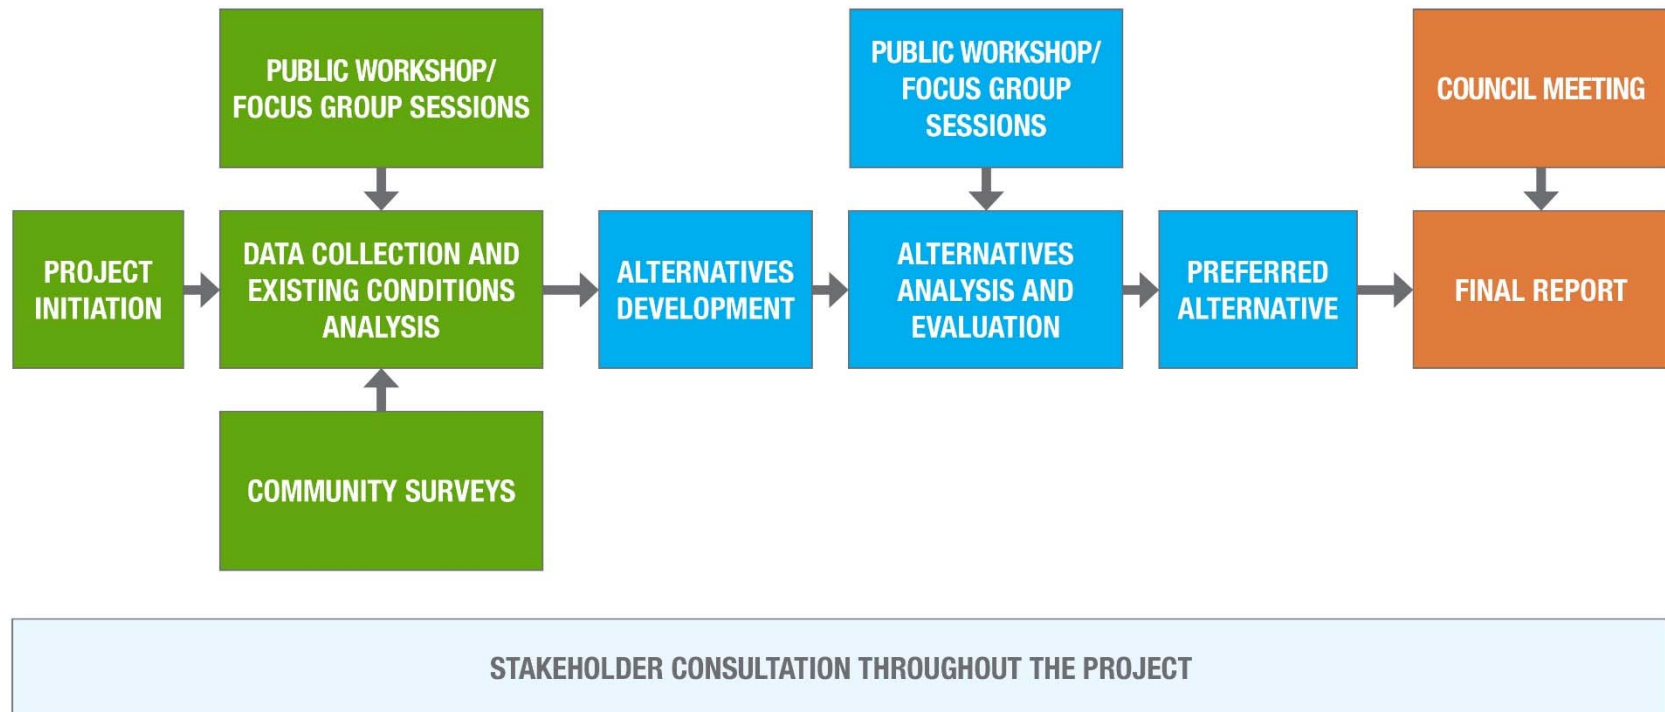 PUBLIC WORKSHOP/
FOCUS GROUP SESSIONS
PUBLIC WORKSHOP/
FOCUS GROUP
SESSIONS
COUNCIL MEETING
PROJECT
INITIATION
DATA COLLECTION AND
EXISTING CONDITIONS
ANALYSIS
ALTERNATIVES
DEVELOPMENT
ALTERNATIVES
ANALYSIS AND
EVALUATION
PREFERRED
ALTERNATIVE
FINAL REPORT
COMMUNITY SURVEYS
STAKEHOLDER CONSULTATION THROUGHOUT THE PROJECT